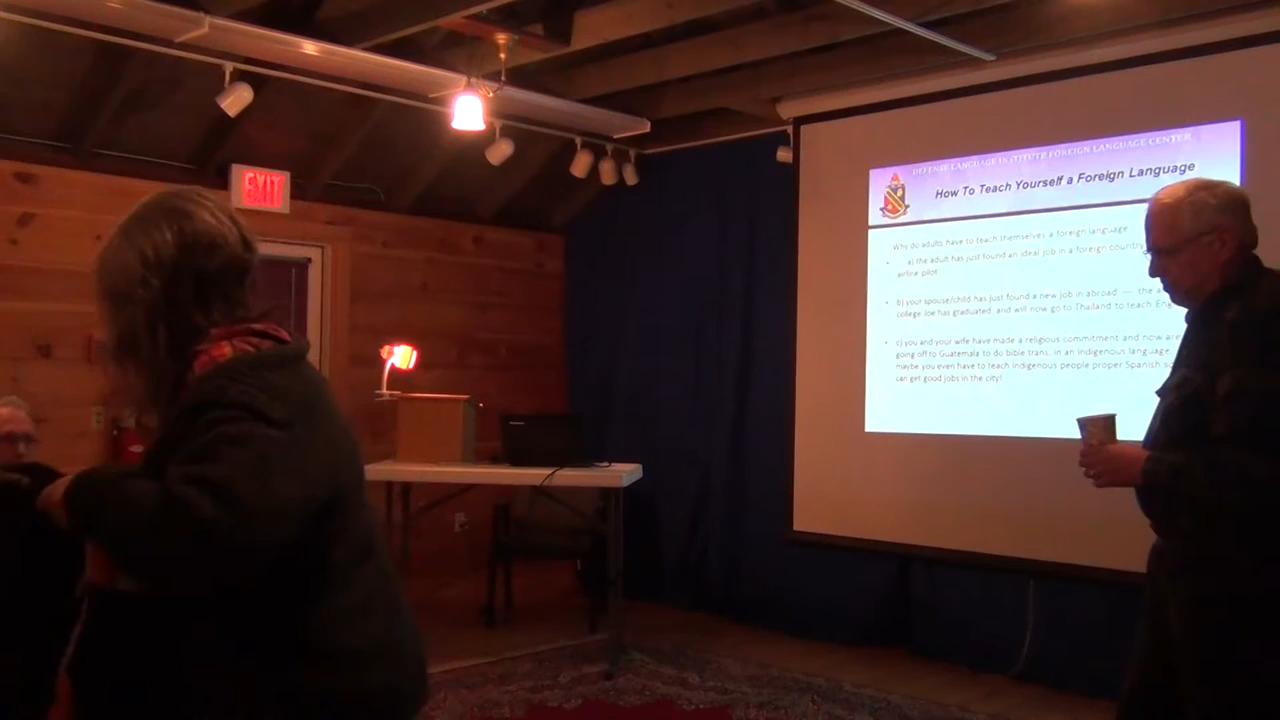 EXIT
DEFENSE LANGUAGE INSTITUTE FOREIGN LANGUAGE CENTER
How To Teach Yourself a Foreign Language
Why do adults have to teach themselves a foreign language
• a) the adult has just found an ideal job in a foreign country
airline pilot
• b) your spouse/child has just found a new job in abroad — the
college Joe has graduated, and will now go to Thailand to teach
• c) you and your wife have made a religious commitment and now are
going off to Guatemala to do bible trans. in an indigenous language,
maybe you even have to teach indigenous people proper Spanish
can get good jobs in the city!